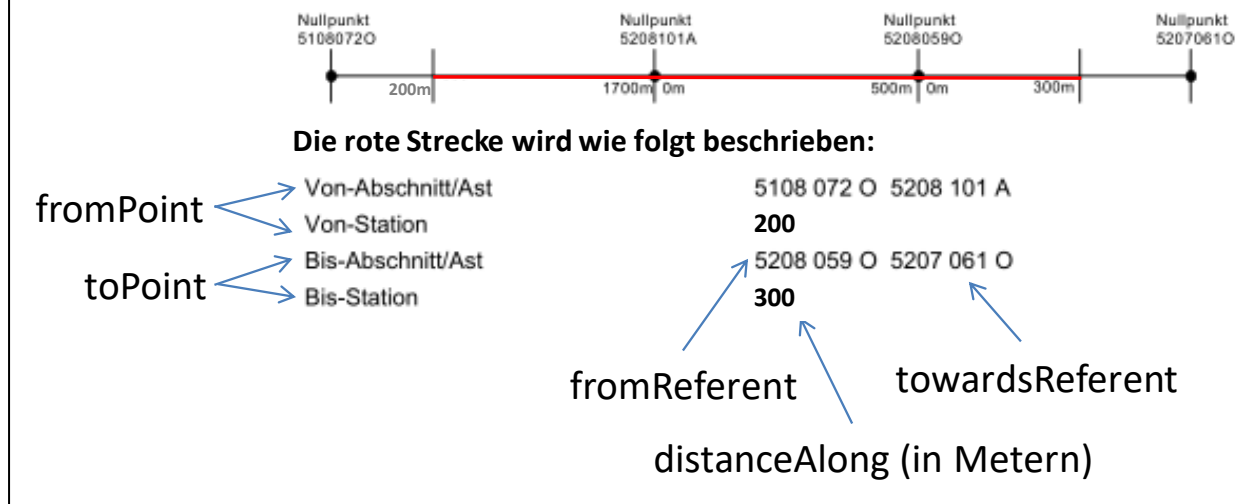 Nullpunkt Nullpunkt Nullpunkt Nullpunkt
5108072O 5208101A 5208059O 5207061O
200m 1700m 0m 500m 0m 300m
Die rote Strecke wird wie folgt beschrieben:
Von-Abschnitt/Ast 5108 072 O 5208 101 A
fromPoint
Von-Station 200
Bis-Abschnitt/Ast 5208 059 O 5207 061 O
toPoint
Bis-Station 300
fromReferent towardsReferent
distanceAlong (in Metern)